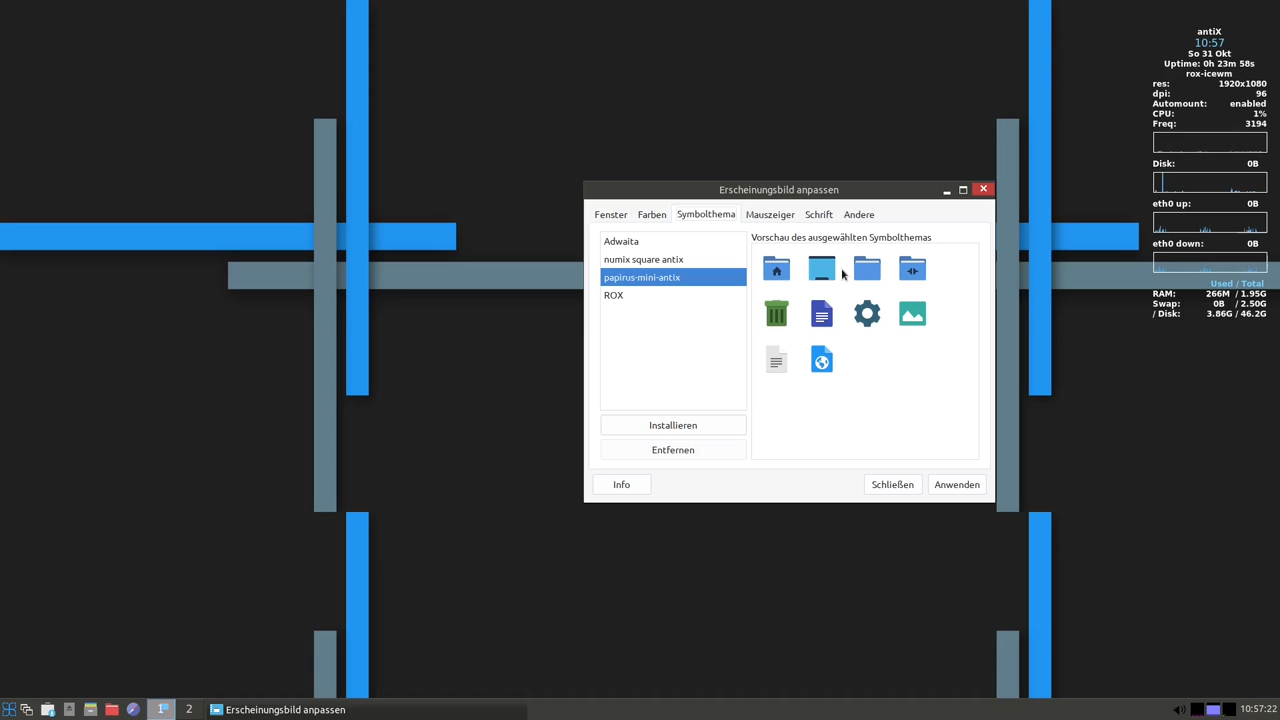 antiX
10:57
So 31 Okt
Uptime: 0h 23m 58s
rox-icewm
res: 1920x1080
dpi: 96
Automount: enabled
CPU: 1%
Freq: 3194
Disk: 0B
eth0 up: 0B
eth0 down: 0B
Used / Total
RAM: 266M / 1.95G
Swap: 0B / 2.50G
/ Disk: 3.86G / 46.2G
Erscheinungsbild anpassen
Fenster Farben Symbolthema Mauszeiger Schrift Andere
Vorschau des ausgewählten Symbolthemas
Adwaita
numix square antix
papirus-mini-antix
ROX
Installieren
Entfernen
Info Schließen Anwenden
1 2 Erscheinungsbild anpassen 10:57:22